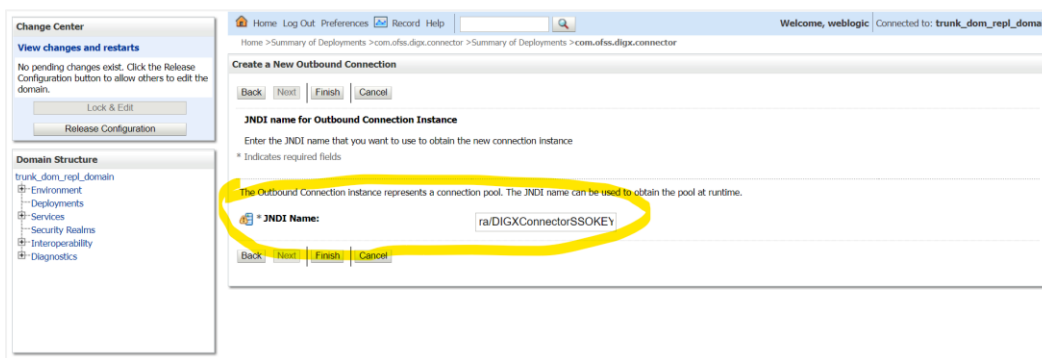 Change Center
View changes and restarts
No pending changes exist. Click the Release
Configuration button to allow others to edit the
domain.
Lock & Edit
Release Configuration
Domain Structure
trunk_dom_repl_domain
Environment
Deployments
Services
Security Realms
Interoperability
Diagnostics
Home Log Out Preferences Record Help
Welcome, weblogic Connected to: trunk_dom_repl_doma
Home >Summary of Deployments >com.ofss.digx.connector >Summary of Deployments >com.ofss.digx.connector
Create a New Outbound Connection
Back Next Finish Cancel
JNDI name for Outbound Connection Instance
Enter the JNDI name that you want to use to obtain the new connection instance
* Indicates required fields
The Outbound Connection instance represents a connection pool. The JNDI name can be used to obtain the pool at runtime.
* JNDI Name: ra/DIGXConnectorSSOKEY
Back Next Finish Cancel